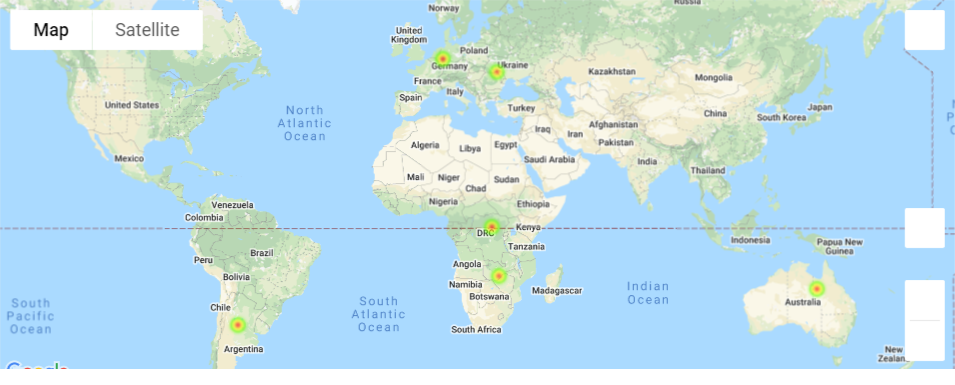 Map
Satellite
Norway
Russia
United
Kingdom
Poland
Germany
Ukraine
France
Kazakhstan
Mongolia
Italy
Spain
United States
North
Atlantic
Ocean
Turkey
China
Japan
South Korea
Iraq
Iran
Afghanistan
Pakistan
Algeria
Libya
Egypt
Saudi Arabia
India
Mexico
Mali
Niger
Chad
Sudan
Thailand
Venezuela
Nigeria
Ethiopia
Colombia
DRC
Kenya
Indonesia
Papua New
Guinea
Tanzania
Brazil
Peru
Angola
Bolivia
Namibia
Botswana
Madagascar
Indian
Ocean
Australia
South
Pacific
Ocean
Chile
South
Atlantic
Ocean
South Africa
Argentina
New
Zealan
Google